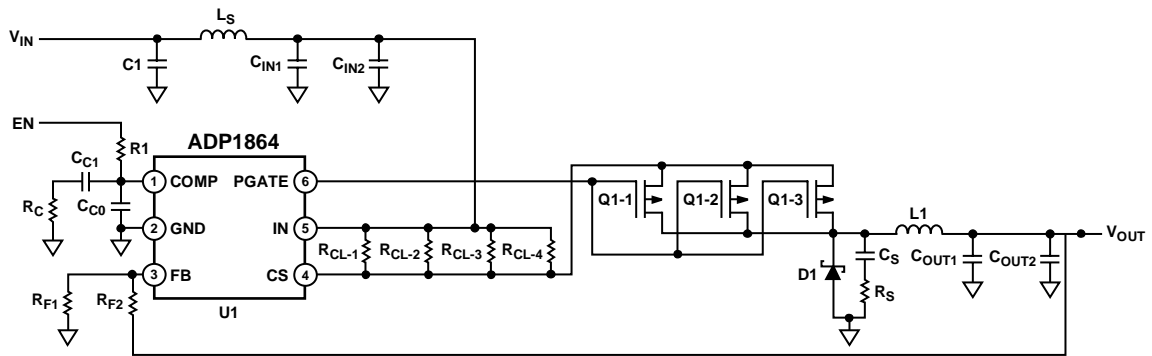 LS
VIN
C1
CIN1
CIN2
EN
ADP1864
R1
CC1
1
COMP
PGATE
6
Q1-1
Q1-2
Q1-3
RC
CC0
L1
2
GND
IN
5
RCL-1
RCL-2
RCL-3
RCL-4
VOUT
CS
COUT1
COUT2
3
FB
CS
4
D1
RF1
RF2
RS
U1